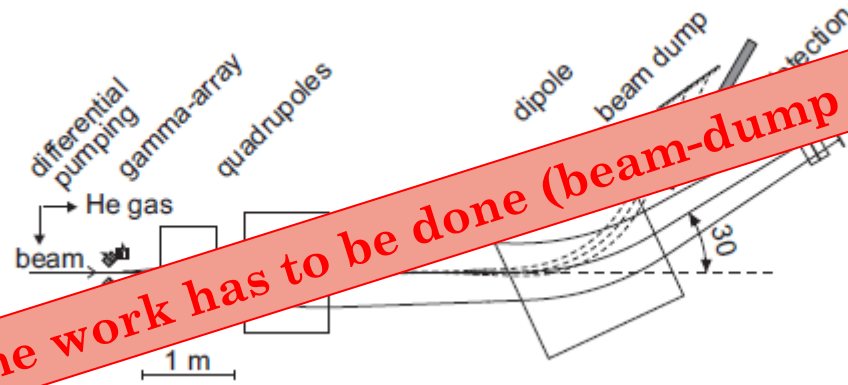 differential
pumping
gamma-array
quadrupoles
dipole
beam dump
He gas
beam
work has to be done (beam-dump
30
1 m